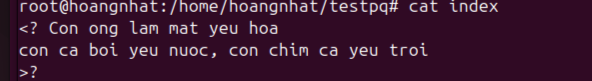 root@hoangnhat:/home/hoangnhat/testpq# cat index
<? Con ong lam mat yeu hoa
con ca boi yeu nuoc, con chim ca yeu troi
>?